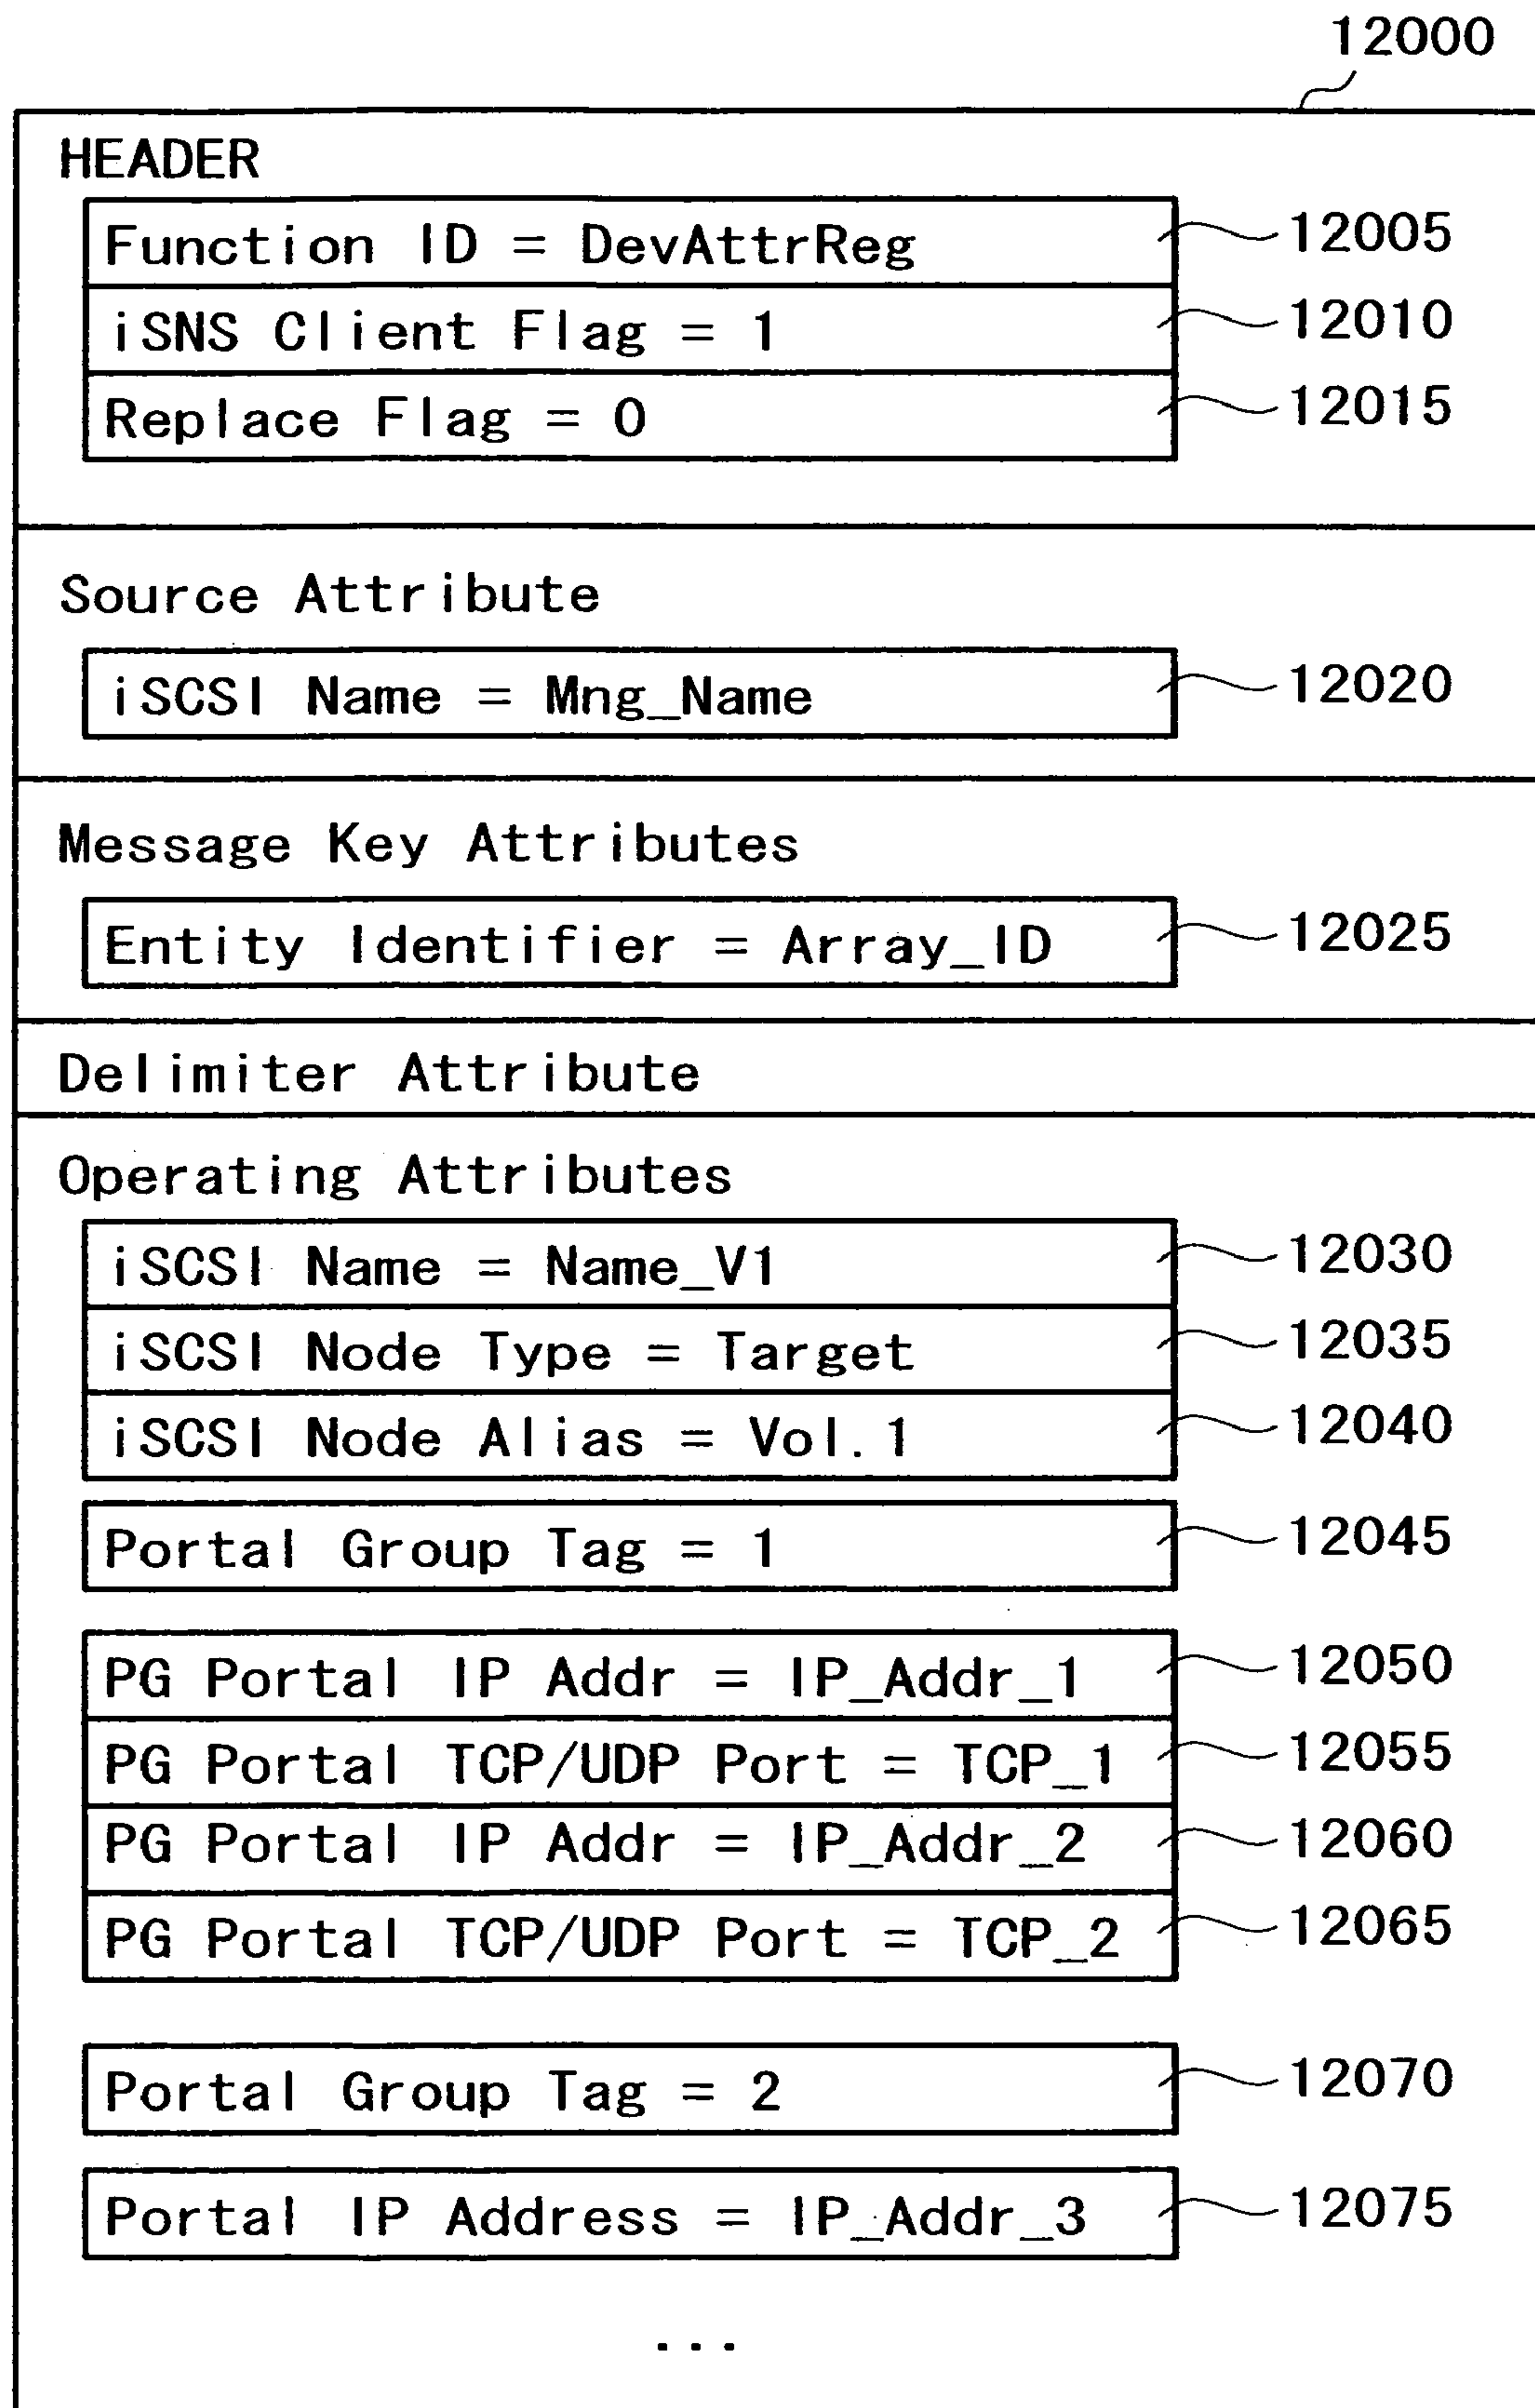 12000
HEADER
Function ID = DevAttrReg 12005
iSNS Client Flag = 1 12010
Replace Flag = 0 12015
Source Attribute
iSCSI Name = Mng_Name 12020
Message Key Attributes
Entity Identifier = Array_ID 12025
Delimiter Attribute
Operating Attributes
iSCSI Name = Name_V1 12030
iSCSI Node Type = Target 12035
iSCSI Node Alias = Vol.1 12040
Portal Group Tag = 1 12045
PG Portal IP Addr = IP_Addr_1 12050
PG Portal TCP/UDP Port = TCP_1 12055
PG Portal IP Addr = IP_Addr_2 12060
PG Portal TCP/UDP Port = TCP_2 12065
Portal Group Tag = 2 12070
Portal IP Address = IP_Addr_3 12075
...